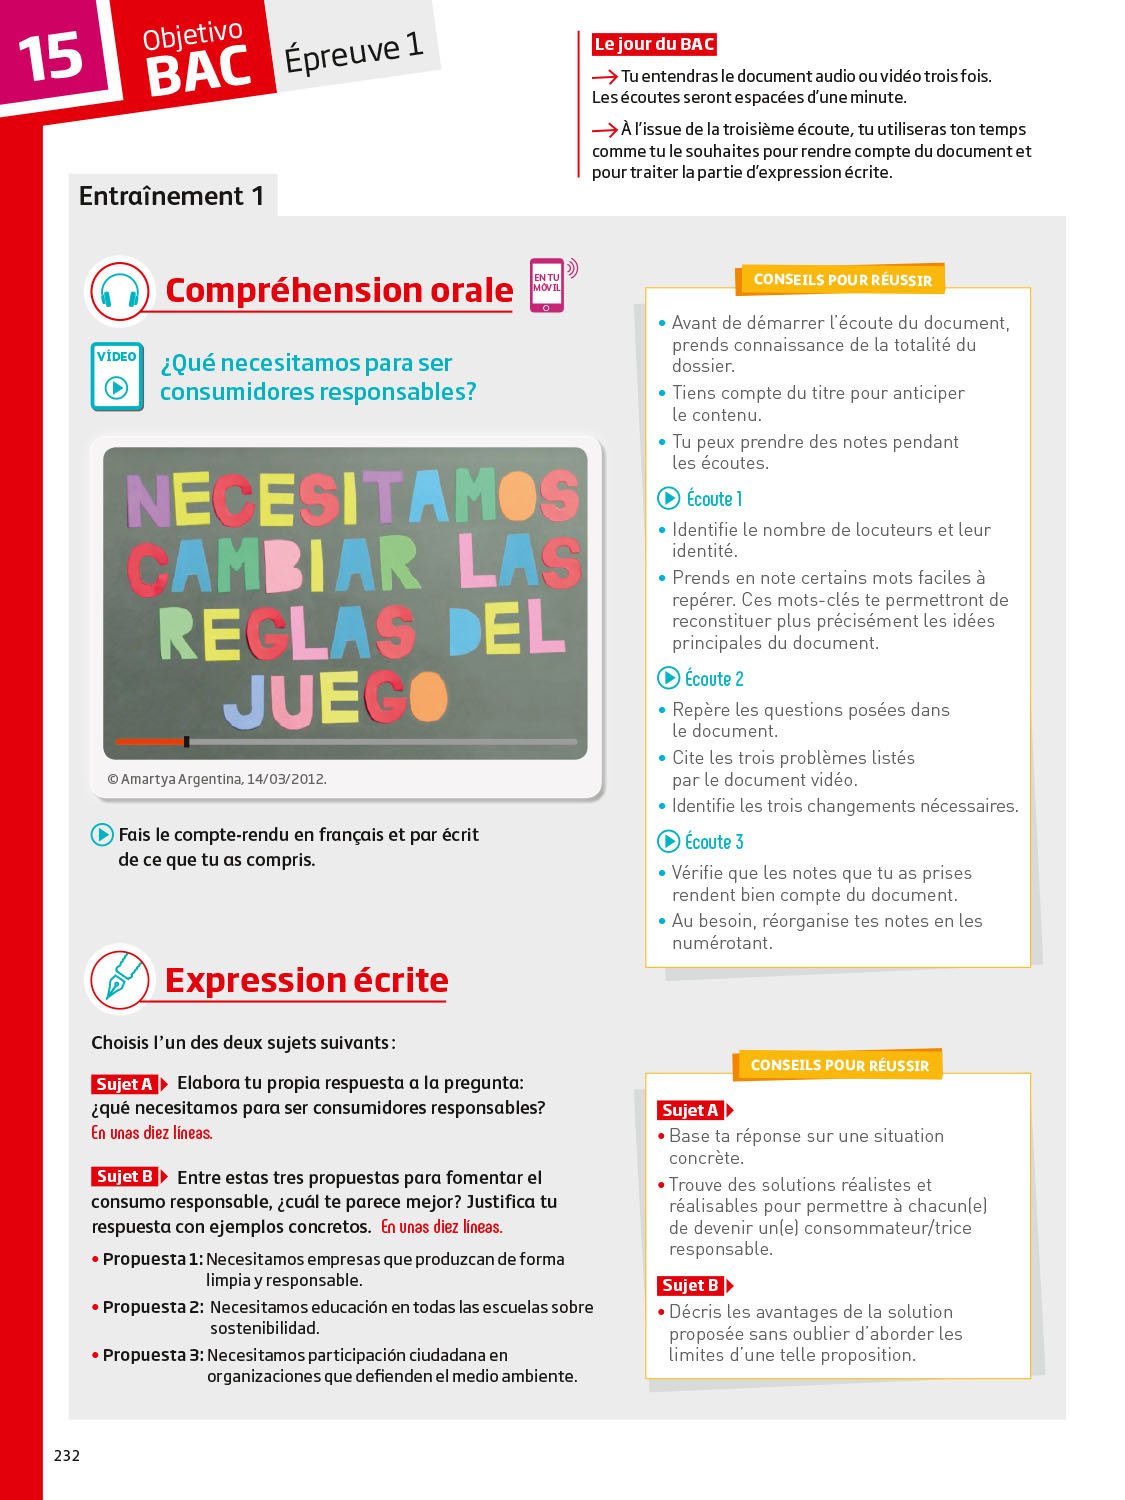 15
Objetivo
BAC
Épreuve 1
Le jour du BAC
Tu entendras le document audio ou vidéo trois fois.
Les écoutes seront espacées d'une minute.
À l'issue de la troisième écoute, tu utiliseras ton temps
comme tu le souhaites pour rendre compte du document et
pour traiter la partie d'expression écrite.
Entraînement 1
Compréhension orale
EN TU
MÓVIL
VÍDEO
¿Qué necesitamos para ser
consumidores responsables?
NECESITAMOS
CAMBIAR LAS
REGLAS DEL
JUEGO
© Amartya Argentina, 14/03/2012.
Fais le compte-rendu en français et par écrit
de ce que tu as compris.
CONSEILS POUR RÉUSSIR
• Avant de démarrer l'écoute du document,
prends connaissance de la totalité du
dossier.
• Tiens compte du titre pour anticiper
le contenu.
• Tu peux prendre des notes pendant
les écoutes.
Écoute 1
• Identifie le nombre de locuteurs et leur
identité.
• Prends en note certains mots faciles à
repérer. Ces mots-clés te permettront de
reconstituer plus précisément les idées
principales du document.
Écoute 2
• Repère les questions posées dans
le document.
• Cite les trois problèmes listés
par le document vidéo.
• Identifie les trois changements nécessaires.
Écoute 3
• Vérifie que les notes que tu as prises
rendent bien compte du document.
• Au besoin, réorganise tes notes en les
numérotant.
Expression écrite
Choisis l'un des deux sujets suivants :
Sujet A Elabora tu propia respuesta a la pregunta:
¿qué necesitamos para ser consumidores responsables?
En unas diez líneas.
Sujet B Entre estas tres propuestas para fomentar el
consumo responsable, ¿cuál te parece mejor? Justifica tu
respuesta con ejemplos concretos. En unas diez líneas.
• Propuesta 1: Necesitamos empresas que produzcan de forma
limpia y responsable.
• Propuesta 2: Necesitamos educación en todas las escuelas sobre
sostenibilidad.
• Propuesta 3: Necesitamos participación ciudadana en
organizaciones que defienden el medio ambiente.
CONSEILS POUR RÉUSSIR
Sujet A
• Base ta réponse sur une situation
concrète.
• Trouve des solutions réalistes et
réalisables pour permettre à chacun(e)
de devenir un(e) consommateur/trice
responsable.
Sujet B
• Décris les avantages de la solution
proposée sans oublier d'aborder les
limites d'une telle proposition.
232